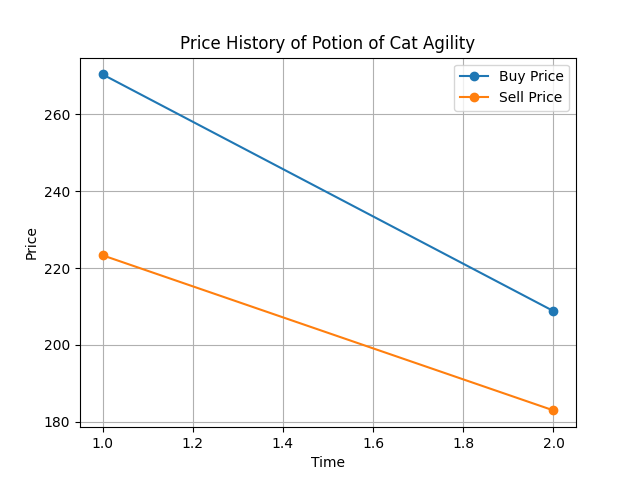 Price History of Potion of Cat Agility
Buy Price
Sell Price
Price
260
240
220
200
180
1.0 1.2 1.4 1.6 1.8 2.0
Time